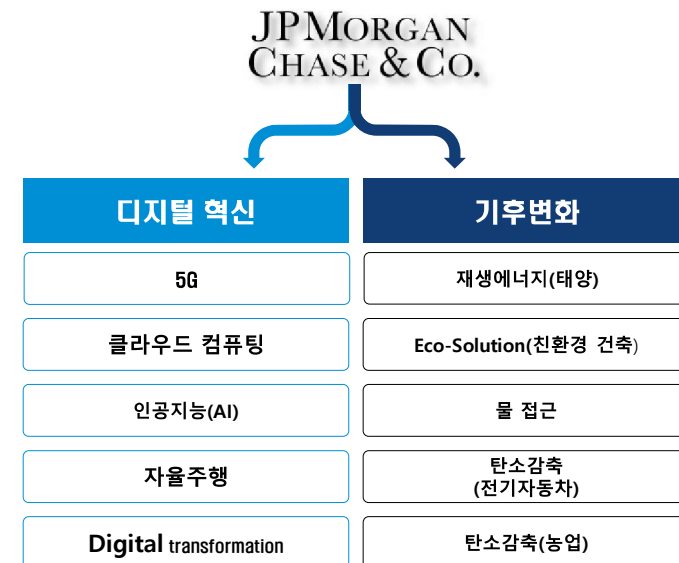 JPMORGAN
CHASE & CO.
디지털 혁신
기후변화
5G
재생에너지(태양)
클라우드 컴퓨팅
Eco-Solution(친환경 건축)
인공지능(AI)
물 접근
자율주행
탄소감축
(전기자동차)
Digital transformation
탄소감축(농업)